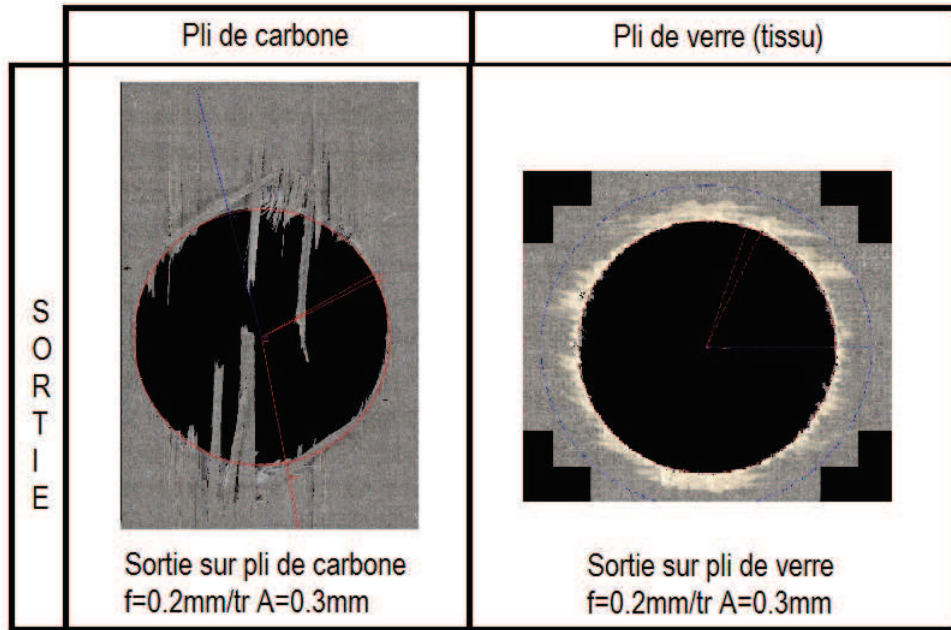 Pli de carbone
Pli de verre (tissu)
SORTIE
Sortie sur pli de carbone
f=0.2mm/tr A=0.3mm
Sortie sur pli de verre
f=0.2mm/tr A=0.3mm